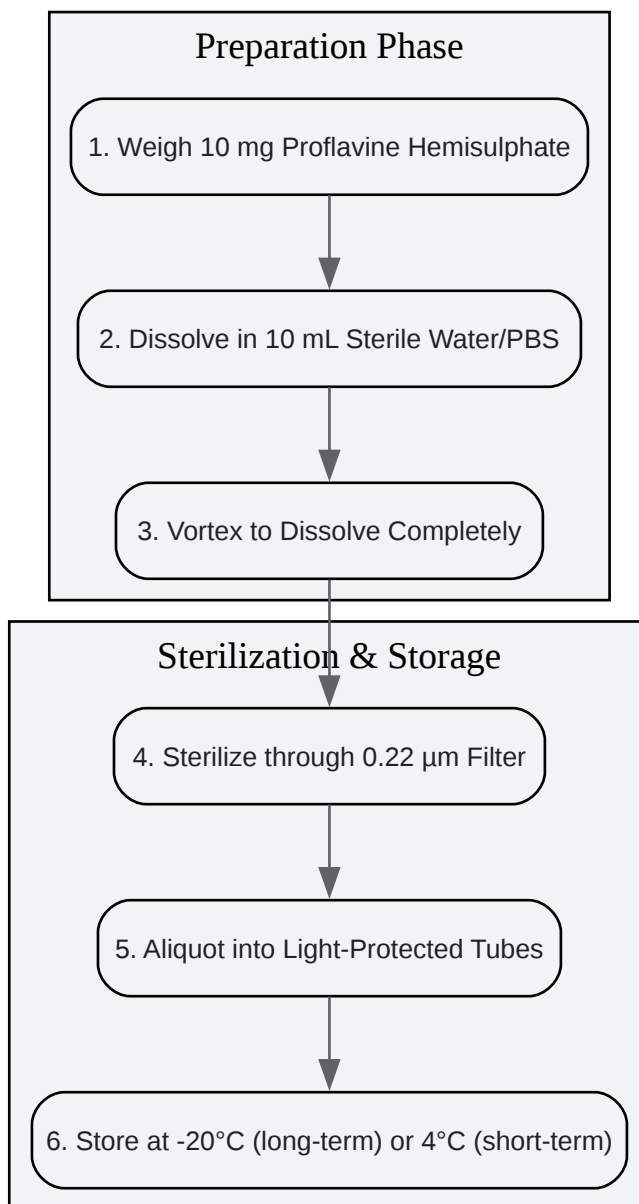 Preparation Phase
1. Weigh 10 mg Proflavine Hemisulphate
2. Dissolve in 10 mL Sterile Water/PBS
3. Vortex to Dissolve Completely
Sterilization & Storage
4. Sterilize through 0.22 µm Filter
5. Aliquot into Light-Protected Tubes
6. Store at -20°C (long-term) or 4°C (short-term)